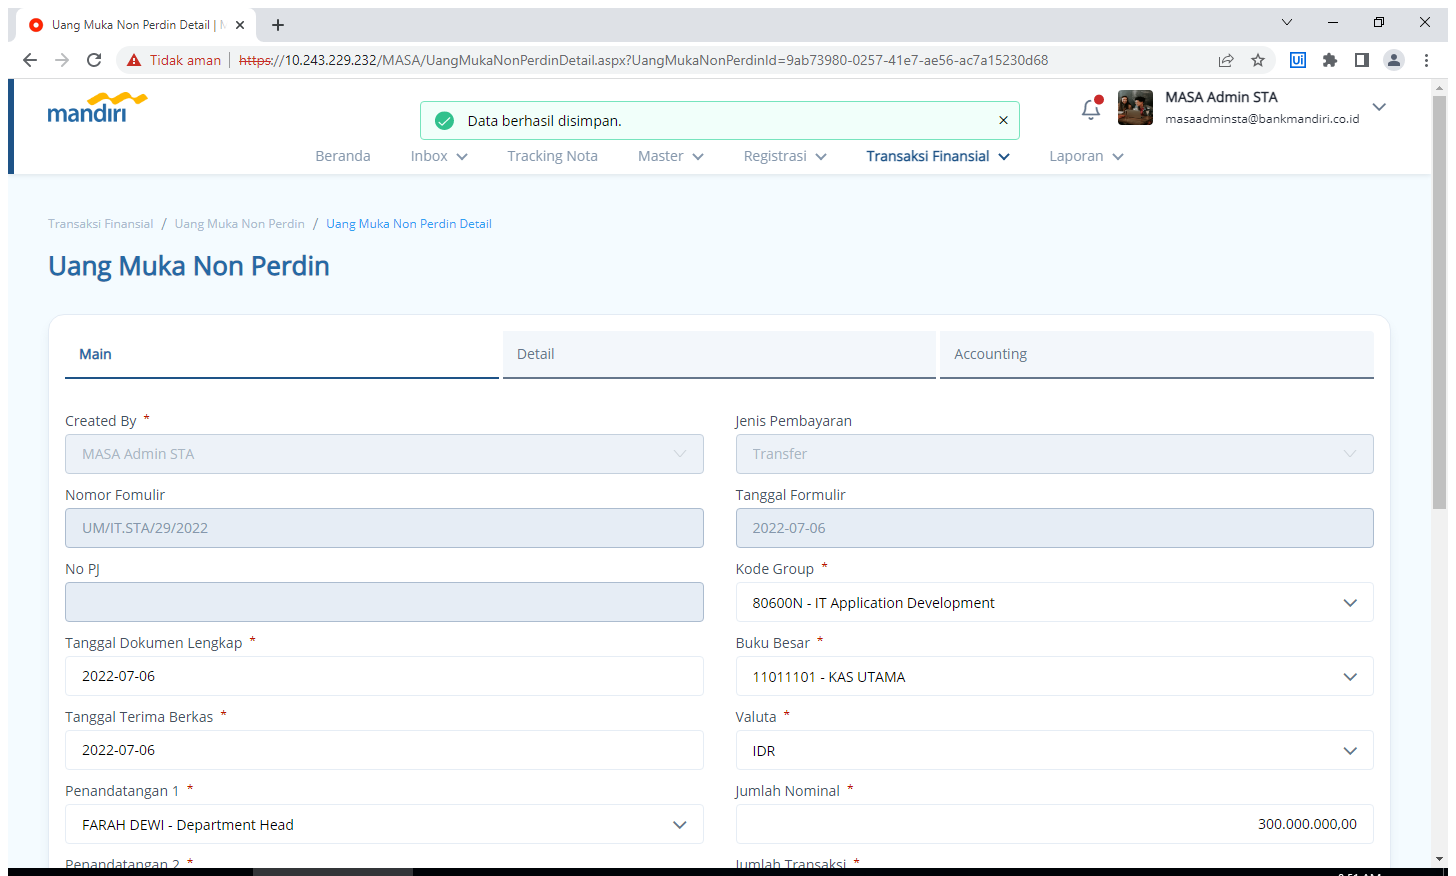 Uang Muka Non Perdin Detail |
Tidak aman https://10.243.229.232/MASA/UangMukaNonPerdinDetail.aspx?UangMukaNonPerdinId=9ab73980-0257-41e7-ae56-ac7a15230d68
Ui
mandiri
Data berhasil disimpan.
MASA Admin STA
masaadminsta@bankmandiri.co.id
Beranda Inbox Tracking Nota Master Registrasi Transaksi Finansial Laporan
Transaksi Finansial / Uang Muka Non Perdin / Uang Muka Non Perdin Detail
Uang Muka Non Perdin
Main Detail Accounting
Created By * Jenis Pembayaran
MASA Admin STA Transfer
Nomor Fomulir Tanggal Formulir
UM/IT.STA/29/2022 2022-07-06
No PJ Kode Group *
80600N - IT Application Development
Tanggal Dokumen Lengkap * Buku Besar *
2022-07-06 11011101 - KAS UTAMA
Tanggal Terima Berkas * Valuta *
2022-07-06 IDR
Penandatangan 1 * Jumlah Nominal *
FARAH DEWI - Department Head 300.000.000,00
Penandatangan 2 * Jumlah Transaksi *